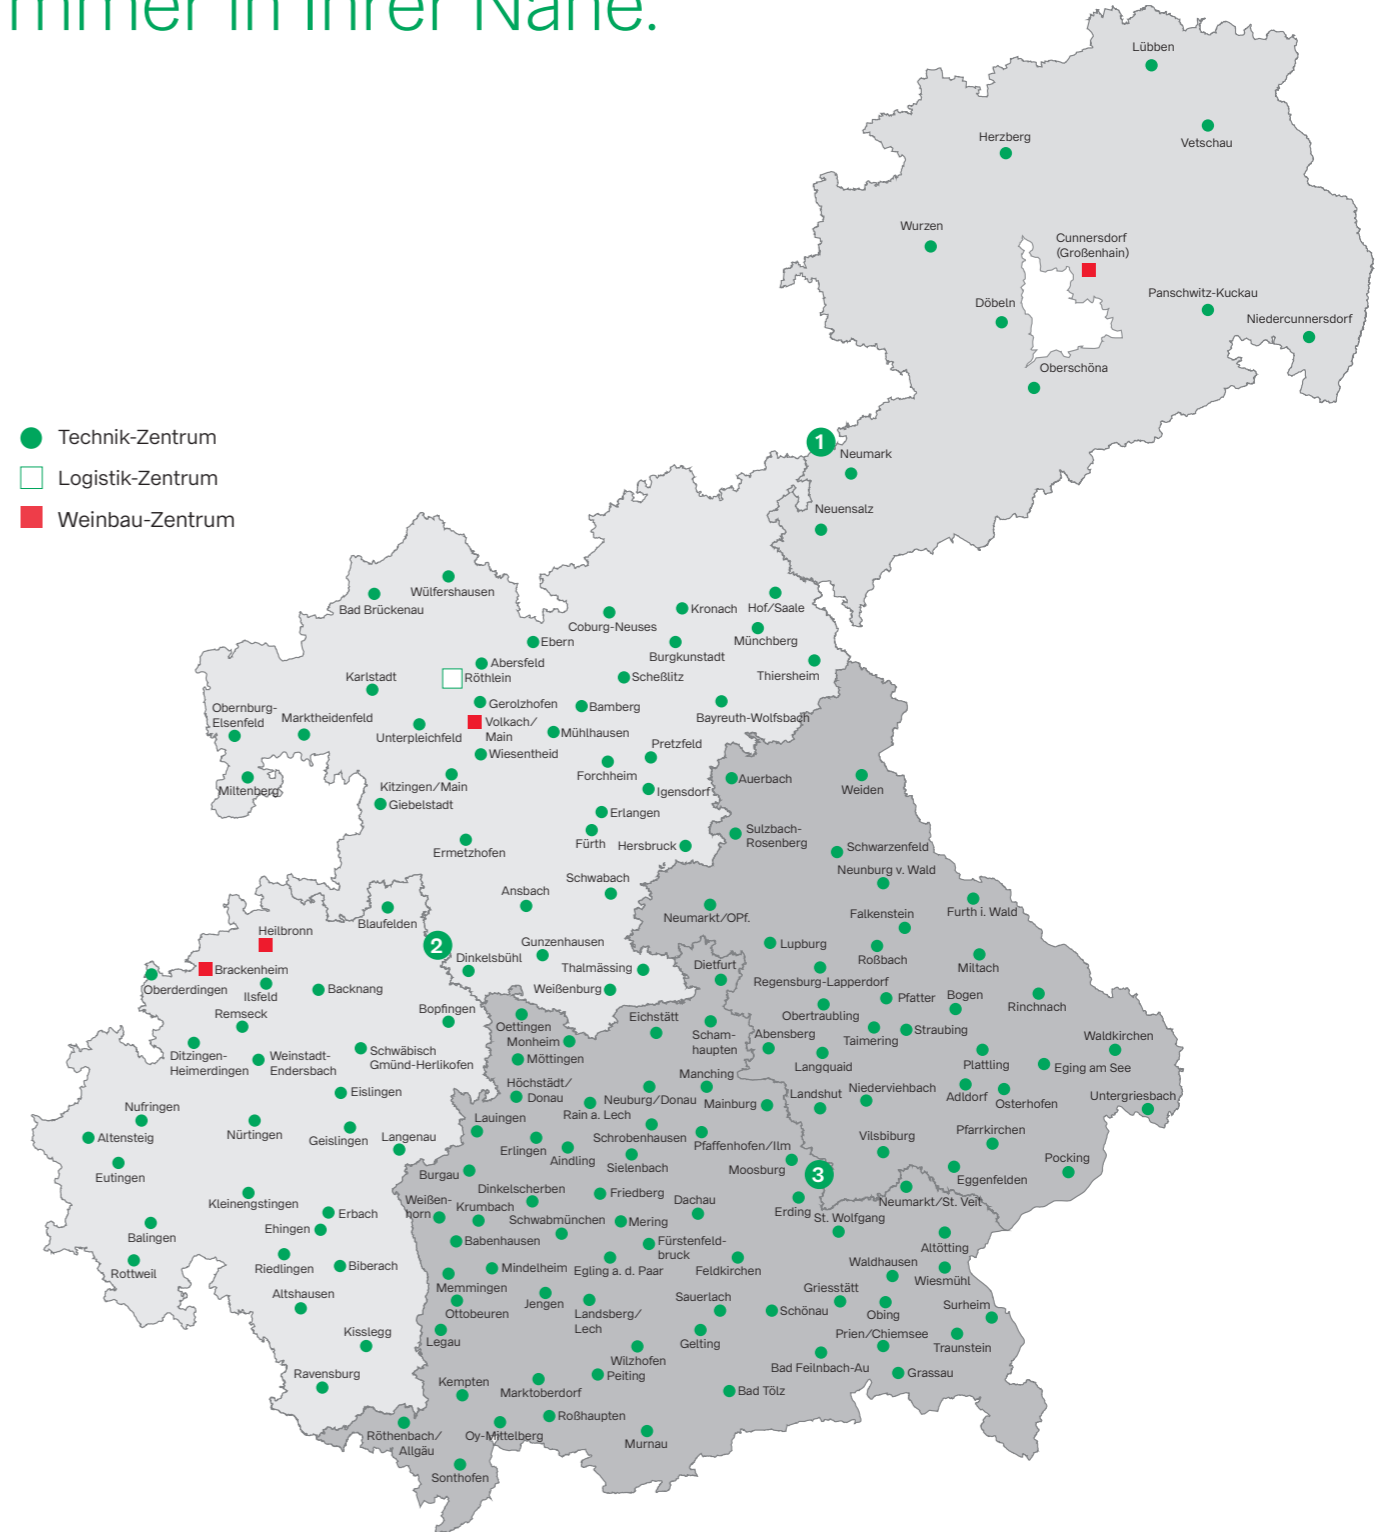 mmer in Ihrer Nähe.
Lübben
Vetschau
Herzberg
Wurzen
Cunnersdorf
(Großenhain)
Döbeln
Panschwitz-Kuckau
Niedercunnersdorf
Oberschöna
Technik-Zentrum
Logistik-Zentrum
Weinbau-Zentrum
1
Neumark
Neuensalz
Wülfershausen
Bad Brückenau
Coburg-Neuses
Kronach
Hof/Saale
Ebern
Burgkunstadt
Münchberg
Abersfeld
Röthlein
Scheßlitz
Thiersheim
Karlstadt
Obernburg-
Elsenfeld
Marktheidenfeld
Gerolzhofen
Bamberg
Bayreuth-Wolfsbach
Unterpleichfeld
Volkach/
Main
Mühlhausen
Wiesentheid
Pretzfeld
Forchheim
Miltenberg
Kitzingen/Main
Igensdorf
Auerbach
Weiden
Giebelstadt
Erlangen
Ermetzhofen
Fürth
Hersbruck
Sulzbach-
Rosenberg
Schwarzenfeld
Neunburg v. Wald
Schwabach
Ansbach
Blaufelden
Neumarkt/OPf.
Falkenstein
Furth i. Wald
Heilbronn
2
Gunzenhausen
Dinkelsbühl
Thalmässing
Lupburg
Roßbach
Miltach
Brackenheim
Oberderdingen
Ilsfeld
Backnang
Weißenburg
Dietfurt
Regensburg-Lapperdorf
Pfatter
Bogen
Rinchnach
Remseck
Bopfingen
Oettingen
Monheim
Eichstätt
Scham-
haupten
Obertraubling
Abensberg
Taimering
Straubing
Waldkirchen
Ditzingen-
Heimerdingen
Weinstadt-
Endersbach
Schwäbisch
Gmünd-Herlikofen
Möttingen
Langquaid
Plattling
Eging am See
Höchstädt/
Donau
Manching
Eislingen
Rain a. Lech
Neuburg/Donau
Mainburg
Landshut
Niederviehbach
Adldorf
Osterhofen
Untergriesbach
Nufringen
Nürtingen
Geislingen
Lauingen
Altensteig
Langenau
Erlingen
Aindling
Schrobenhausen
Pfaffenhofen/Ilm
Vilsbiburg
Pfarrkirchen
Eutingen
Burgau
Sielenbach
Moosburg
3
Eggenfelden
Pocking
Kleinengstingen
Weißen-
horn
Dinkelscherben
Friedberg
Dachau
Erding
Neumarkt/St. Veit
Krumbach
Erbach
Balingen
Ehingen
Schwabmünchen
Mering
St. Wolfgang
Altötting
Babenhausen
Fürstenfeld-
bruck
Rottweil
Riedlingen
Biberach
Mindelheim
Egling a. d. Paar
Feldkirchen
Waldhausen
Wiesmühl
Memmingen
Altshausen
Ottobeuren
Jengen
Landsberg/
Lech
Sauerlach
Schönau
Griesstätt
Obing
Surheim
Kisslegg
Legau
Gelting
Prien/Chiemsee
Traunstein
Wilzhofen
Bad Feilnbach-Au
Grassau
Ravensburg
Kempten
Marktoberdorf
Peiting
Bad Tölz
Röthenbach/
Allgäu
Oy-Mittelberg
Roßhaupten
Murnau
Sonthofen